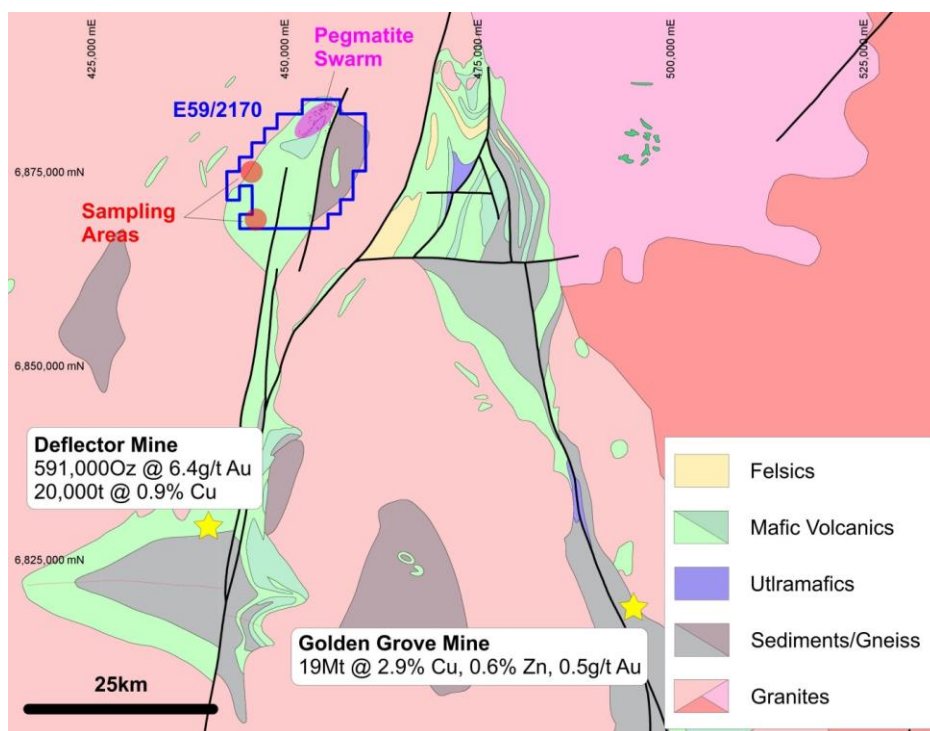 425,000 mE
450,000 mE
475,000 mE
500,000 mE
525,000 mE
Pegmatite
Swarm
E59/2170
6,875,000 mN
Sampling
Areas
6,850,000 mN
Deflector Mine
591,000Oz @ 6.4g/t Au
20,000t @ 0.9% Cu
6,825,000 mN
Golden Grove Mine
19Mt @ 2.9% Cu, 0.6% Zn, 0.5g/t Au
25km
Felsics
Mafic Volcanics
Utlramafics
Sediments/Gneiss
Granites